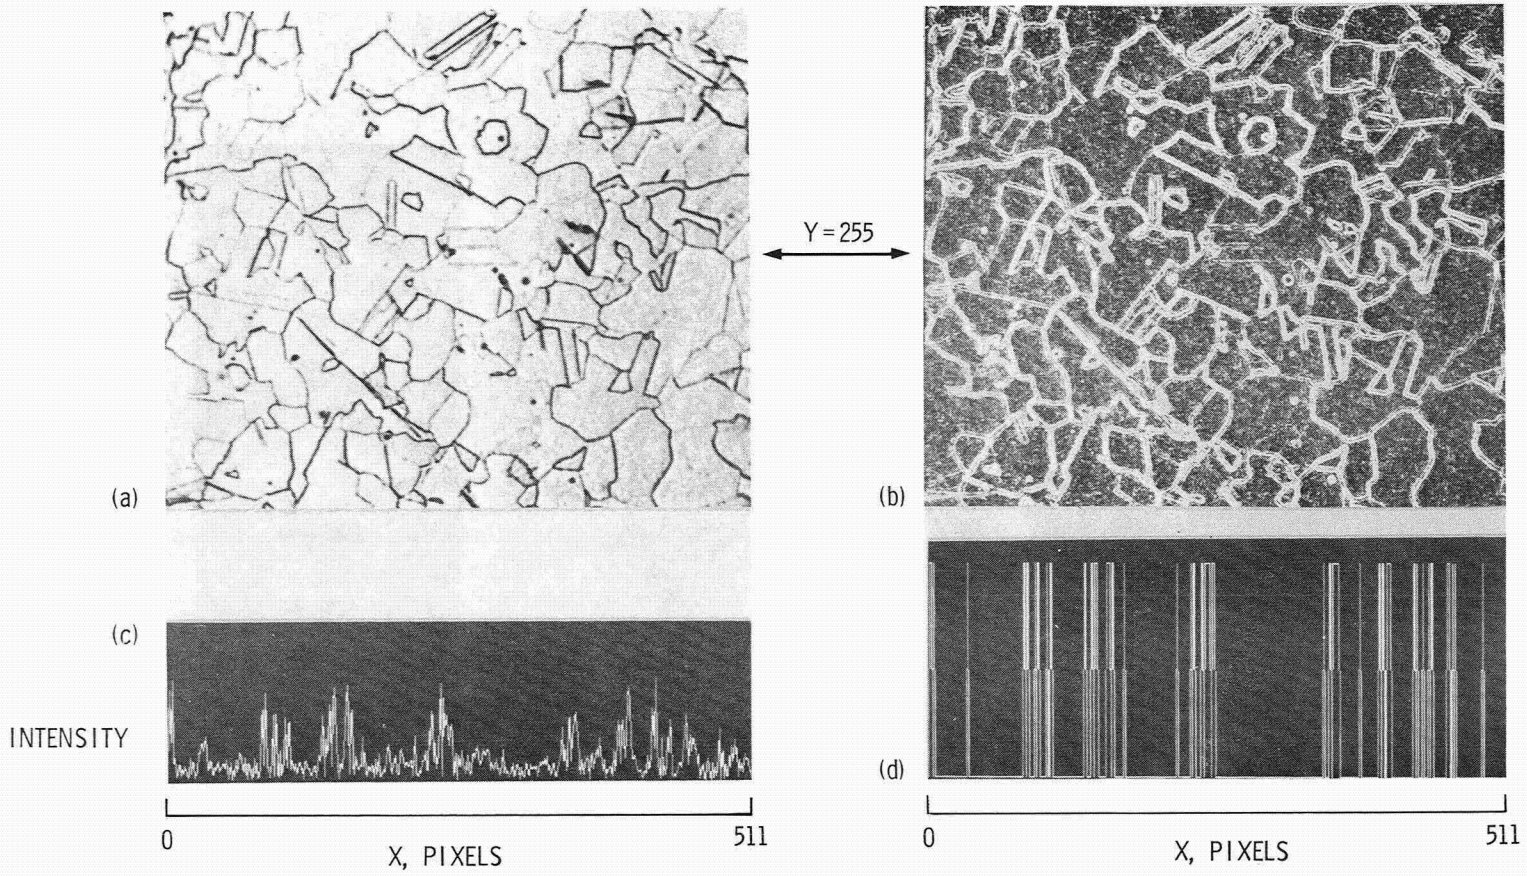 Y=255
(a)
(b)
(c)
INTENSITY
(d)
0
511
X, PIXELS
0
511
X, PIXELS